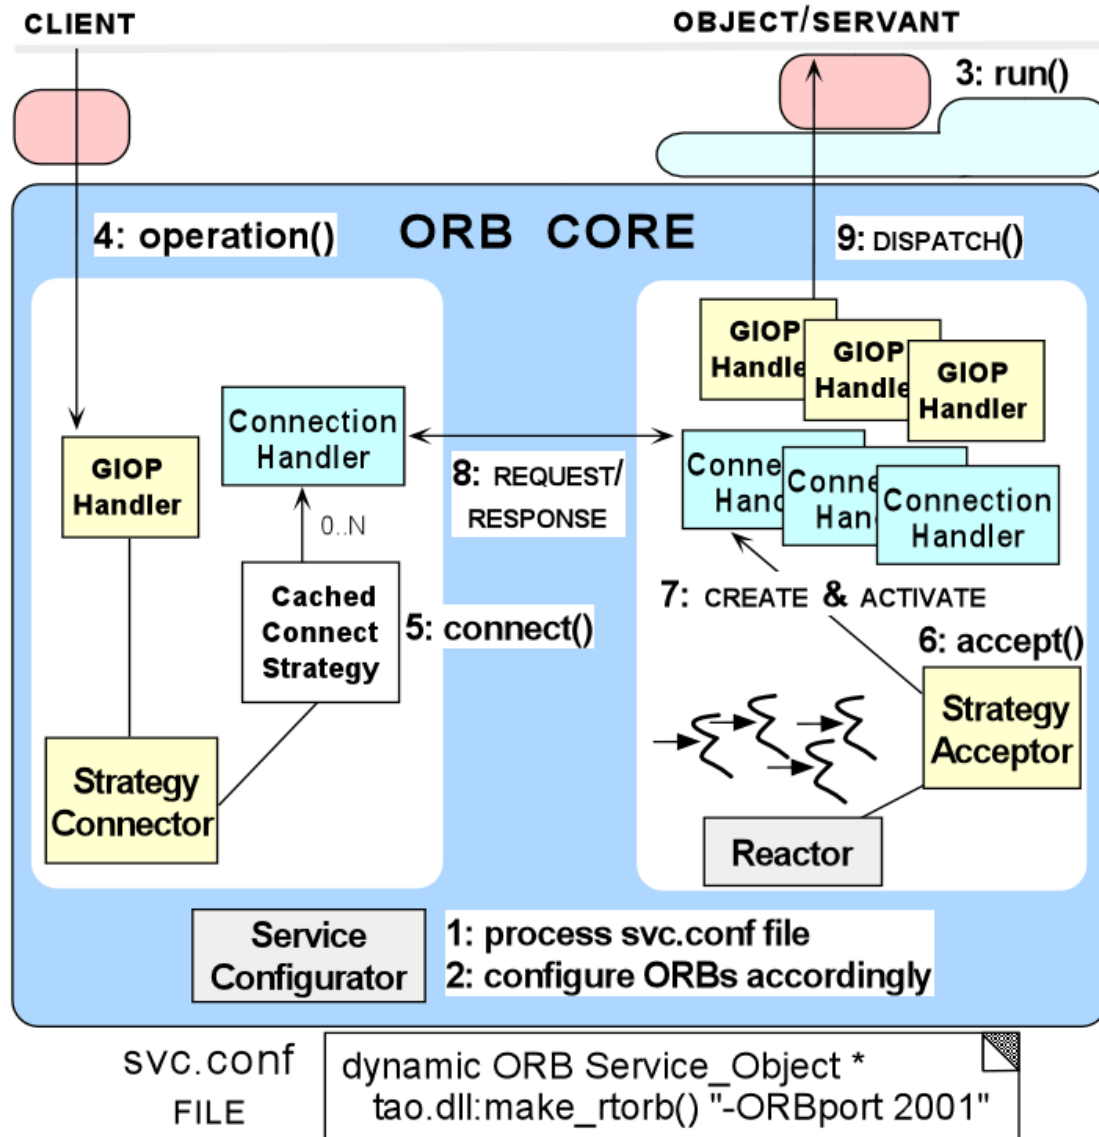 CLIENT
OBJECT/SERVANT
3: run()
4: operation()
ORB CORE
9: DISPATCH()
GIOP
Handle
GIOP
Handle
GIOP
Handler
Connection
Handler
GIOP
Handler
8: REQUEST/
RESPONSE
Conne
Hand
Conne
Han
Connection
Handler
0..N
Cached
Connect
Strategy
5: connect()
7: CREATE & ACTIVATE
6: accept()
Strategy
Acceptor
Strategy
Connector
Reactor
Service
Configurator
1: process svc.conf file
2: configure ORBs accordingly
svc.conf
FILE
dynamic ORB Service_Object *
tao.dll:make_rtorb() "-ORBport 2001"